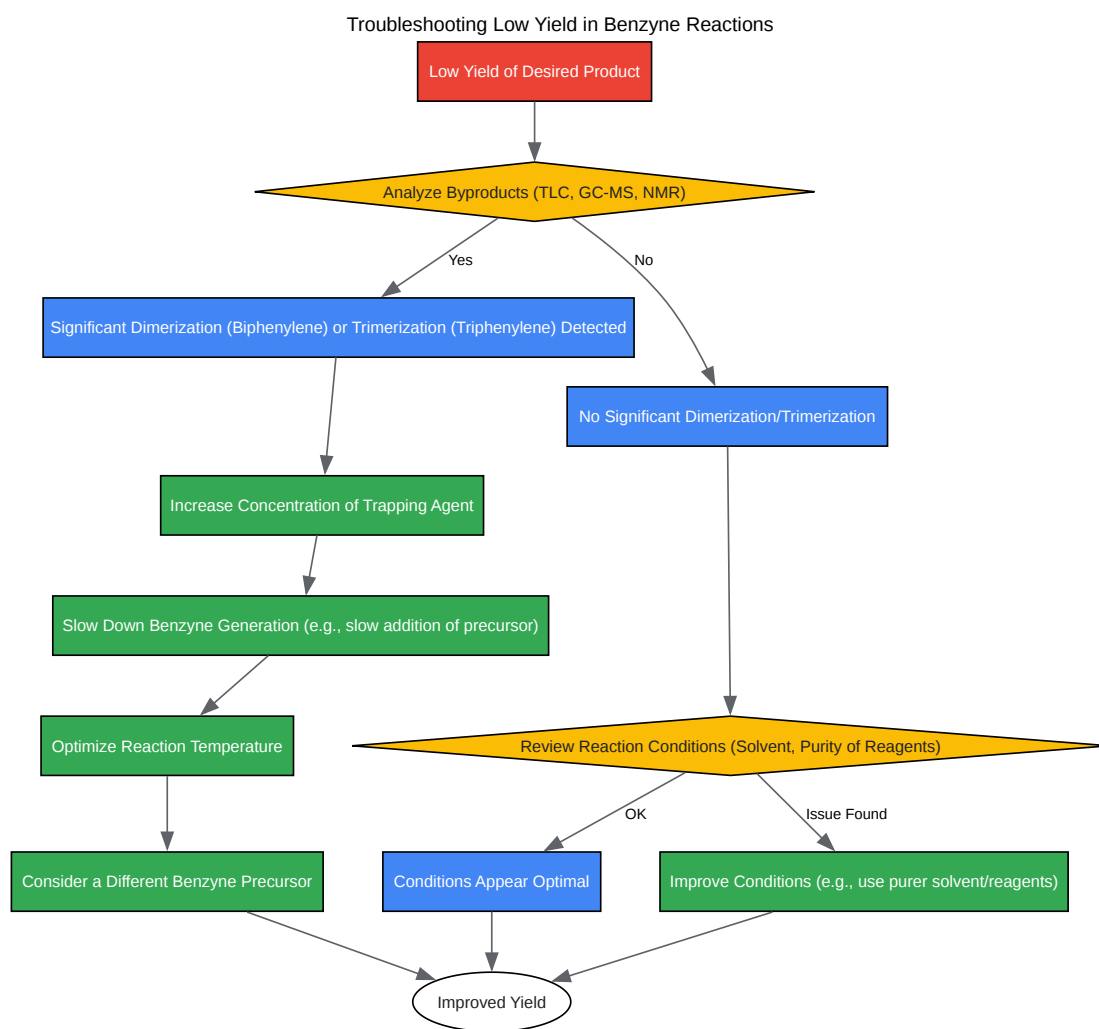 Troubleshooting Low Yield in Benzyne Reactions
Low Yield of Desired Product
Analyze Byproducts (TLC, GC-MS, NMR)
Yes
No
Significant Dimerization (Biphenylene) or Trimerization (Triphenylene) Detected
No Significant Dimerization/Trimerization
Increase Concentration of Trapping Agent
Slow Down Benzyne Generation (e.g., slow addition of precursor)
Optimize Reaction Temperature
Review Reaction Conditions (Solvent, Purity of Reagents)
OK
Issue Found
Consider a Different Benzyne Precursor
Conditions Appear Optimal
Improve Conditions (e.g., use purer solvent/reagents)
Improved Yield